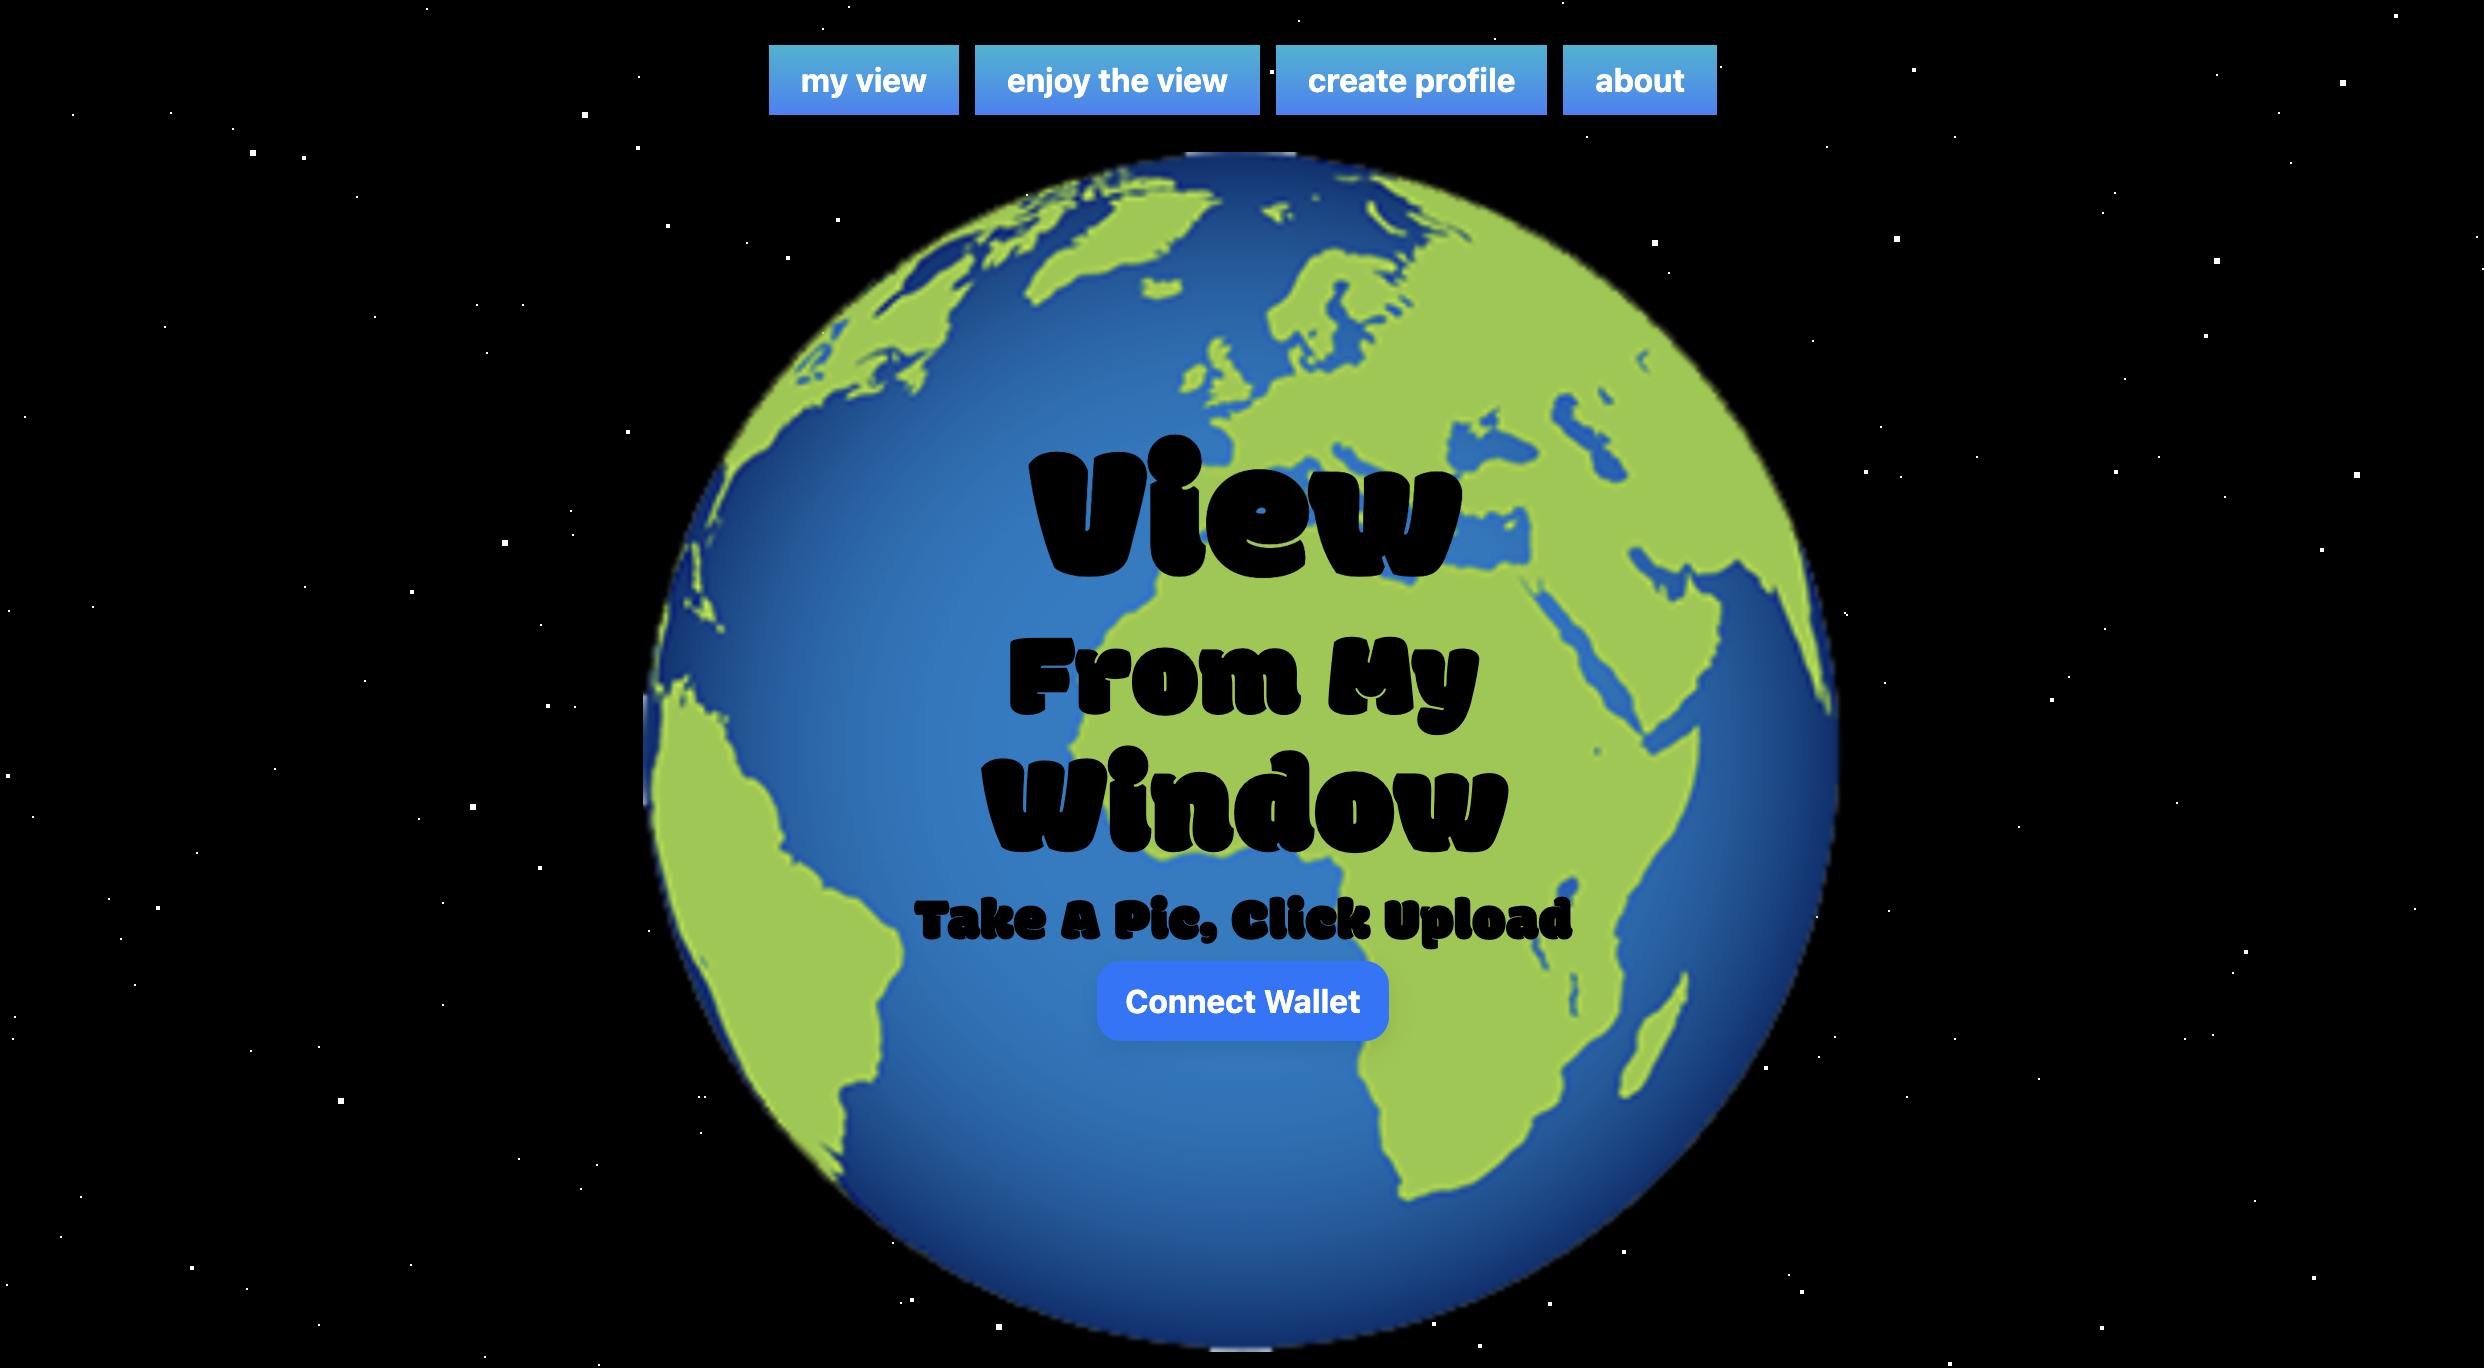 my view enjoy the view create profile about
View
From My
Window
Take A Pic, Click Upload
Connect Wallet